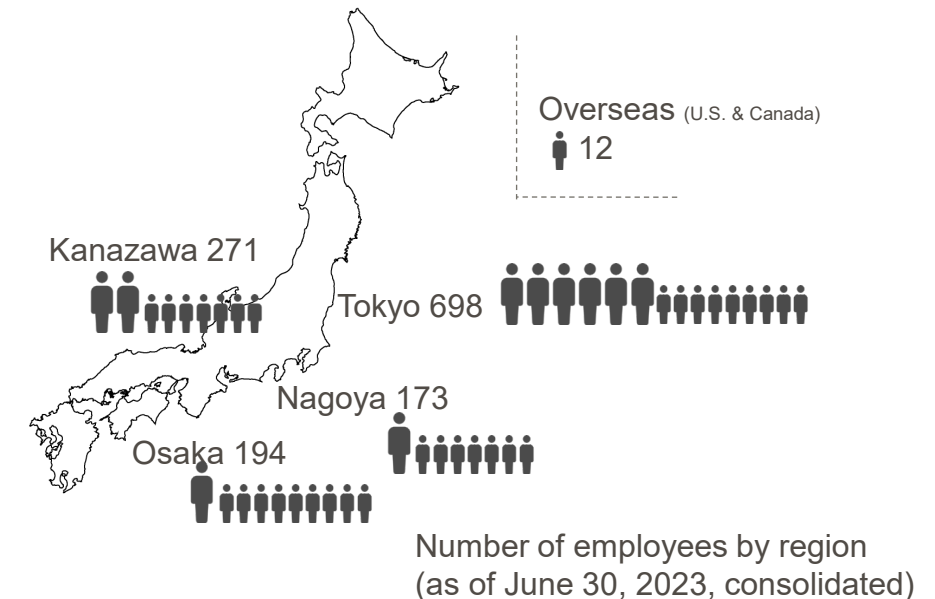 Overseas (U.S. & Canada)
12
Kanazawa 271
Tokyo 698
Nagoya 173
Osaka 194
Number of employees by region
(as of June 30, 2023, consolidated)